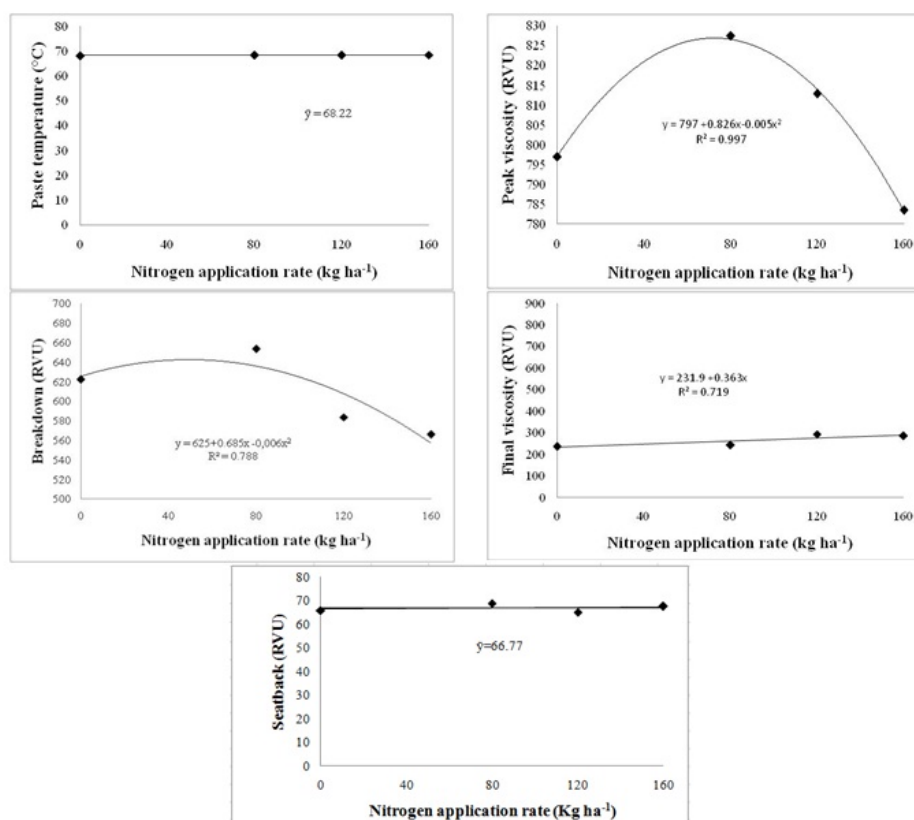 Paste temperature (°C)
80
70
60
50
40
30
20
10
0
ŷ = 68.22
0 80 120 160
Nitrogen application rate (kg ha⁻¹)
Peak viscosity (RVU)
830
825
820
815
810
805
800
795
790
785
780
y = 797 +0.826x-0.005x²
R² = 0.997
0 40 80 120 160
Nitrogen application rate (kg ha⁻¹)
Breakdown (RVU)
700
680
660
640
620
600
580
560
540
520
500
y = 625+0.685x -0,006x²
R² = 0.788
0 40 80 120 160
Nitrogen application rate (kg ha⁻¹)
Final viscosity (RVU)
900
800
700
600
500
400
300
200
100
0
y = 231.9 +0.363x
R² = 0.719
0 80 120 160
Nitrogen application rate (kg ha⁻¹)
Seatback (RVU)
80
70
60
50
40
30
20
10
0
ŷ=66.77
0 80 120 160
Nitrogen application rate (Kg ha⁻¹)